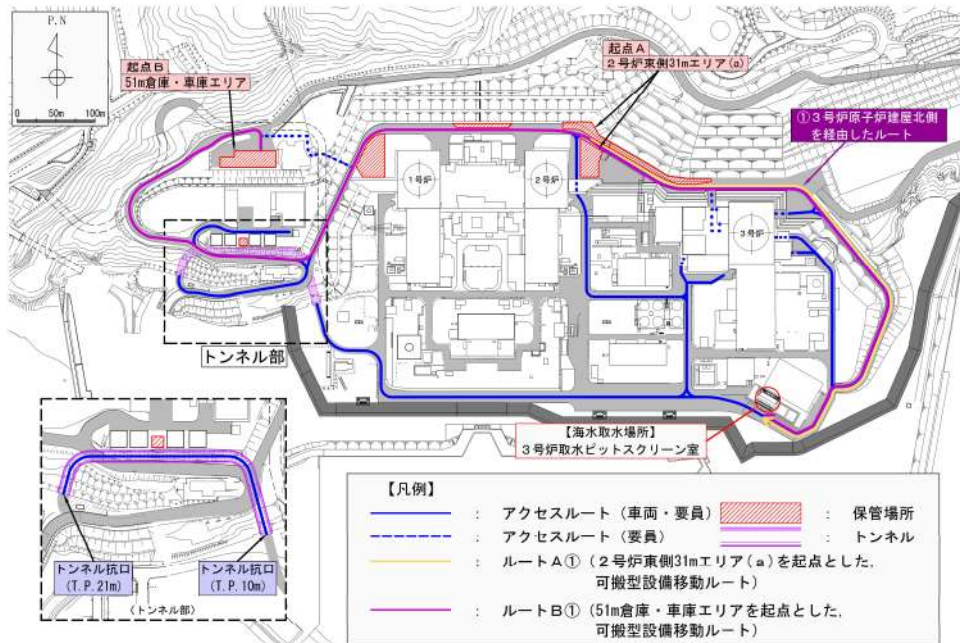 P.N
0 50m 100m
起点B
51m倉庫・車庫エリア
起点A
2号炉東側31mエリア(a)
①3号炉原子炉建屋北側
を経由したルート
1号炉
2号炉
3号炉
トンネル部
【海水取水場所】
3号炉取水ピットスクリーン室
トンネル抗口
(T.P.21m)
トンネル抗口
(T.P.10m)
(トンネル部)
【凡例】
: アクセスルート(車両・要員)
: 保管場所
: アクセスルート(要員)
: トンネル
: ルートA①(2号炉東側31mエリア(a)を起点とした,
可搬型設備移動ルート)
: ルートB①(51m倉庫・車庫エリアを起点とした,
可搬型設備移動ルート)